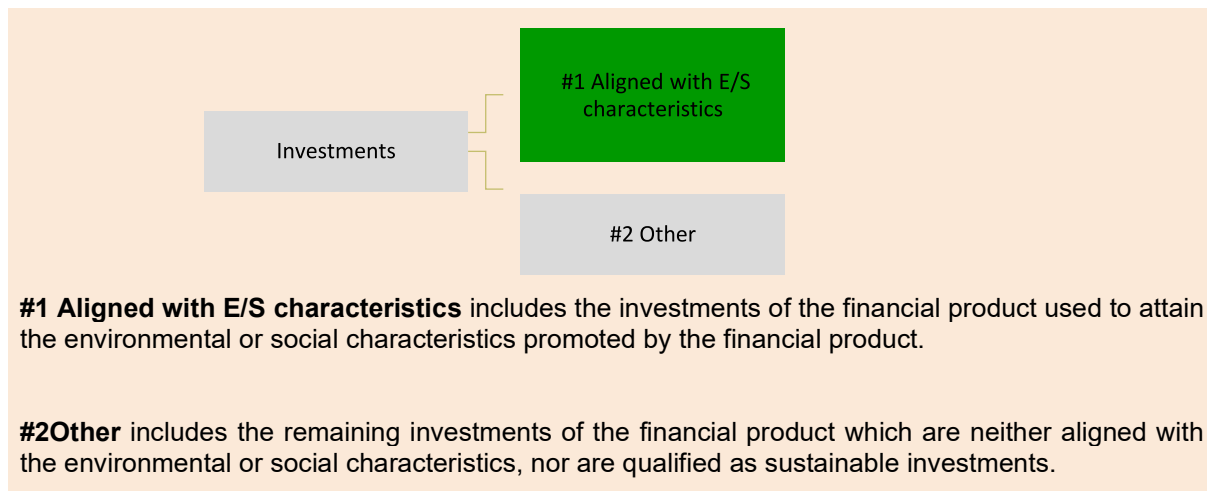 #1 Aligned with E/S
characteristics
Investments
#2 Other
#1 Aligned with E/S characteristics includes the investments of the financial product used to attain
the environmental or social characteristics promoted by the financial product.
#2Other includes the remaining investments of the financial product which are neither aligned with
the environmental or social characteristics, nor are qualified as sustainable investments.